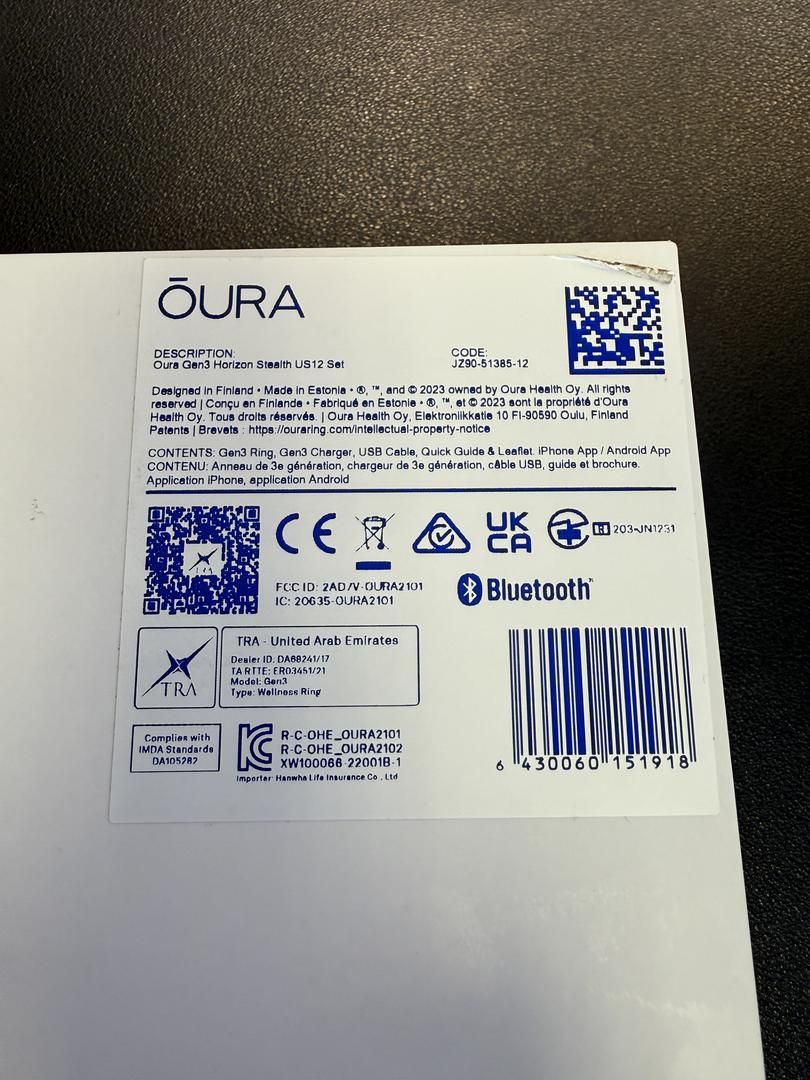 ŌURA
DESCRIPTION:
Oura Gen3 Horizon Stealth US12 Set
CODE:
JZ90-51385-12
Designed in Finland • Made in Estonia • ®, ™, and © 2023 owned by Oura Health Oy. All rights
reserved | Conçu en Finlande • Fabriqué en Estonie • ®, ™, et © 2023 sont la propriété d'Oura
Health Oy. Tous droits réservés. | Oura Health Oy, Elektroniikkatie 10 FI-90590 Oulu, Finland
Patents | Brevets : https://ouraring.com/intellectual-property-notice
CONTENTS: Gen3 Ring, Gen3 Charger, USB Cable, Quick Guide & Leaflet. iPhone App / Android App
CONTENU: Anneau de 3e génération, chargeur de 3e génération, câble USB, guide et brochure.
Application iPhone, application Android
TRA
CE
UK
CA
R 203-JN1231
FCC ID: 2AD7V-OURA2101
IC: 20635-OURA2101
Bluetooth™
TRA
TRA - United Arab Emirates
Dealer ID: DA68241/17
TA RTTE: ER03451/21
Model: Gen3
Type: Wellness Ring
Complies with
IMDA Standards
DA105282
KC
R-C-OHE_OURA2101
R-C-OHE_OURA2102
XW100066-22001B-1
Importer: Hanwha Life Insurance Co., Ltd
6 430060 151918